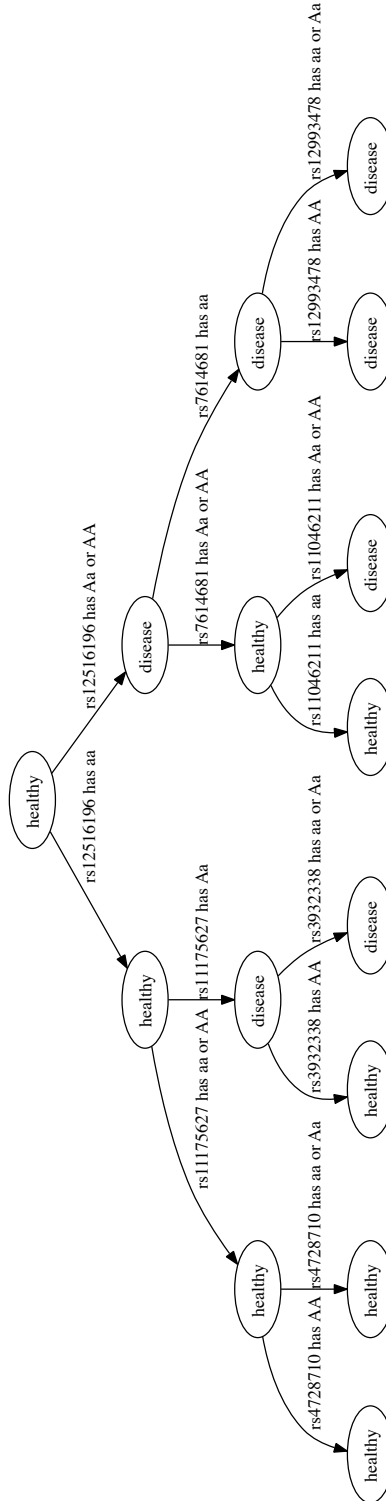 healthy
rs12516196 has aa
rs12516196 has Aa or AA
healthy
disease
rs11175627 has aa or AA
rs11175627 has Aa
rs7614681 has Aa or AA
rs7614681 has aa
healthy
disease
healthy
disease
rs4728710 has AA
rs4728710 has aa or Aa
rs3932338 has AA
rs3932338 has aa or Aa
rs11046211 has aa
rs11046211 has Aa or AA
rs12993478 has AA
rs12993478 has aa or Aa
healthy
healthy
healthy
disease
healthy
disease
disease
disease